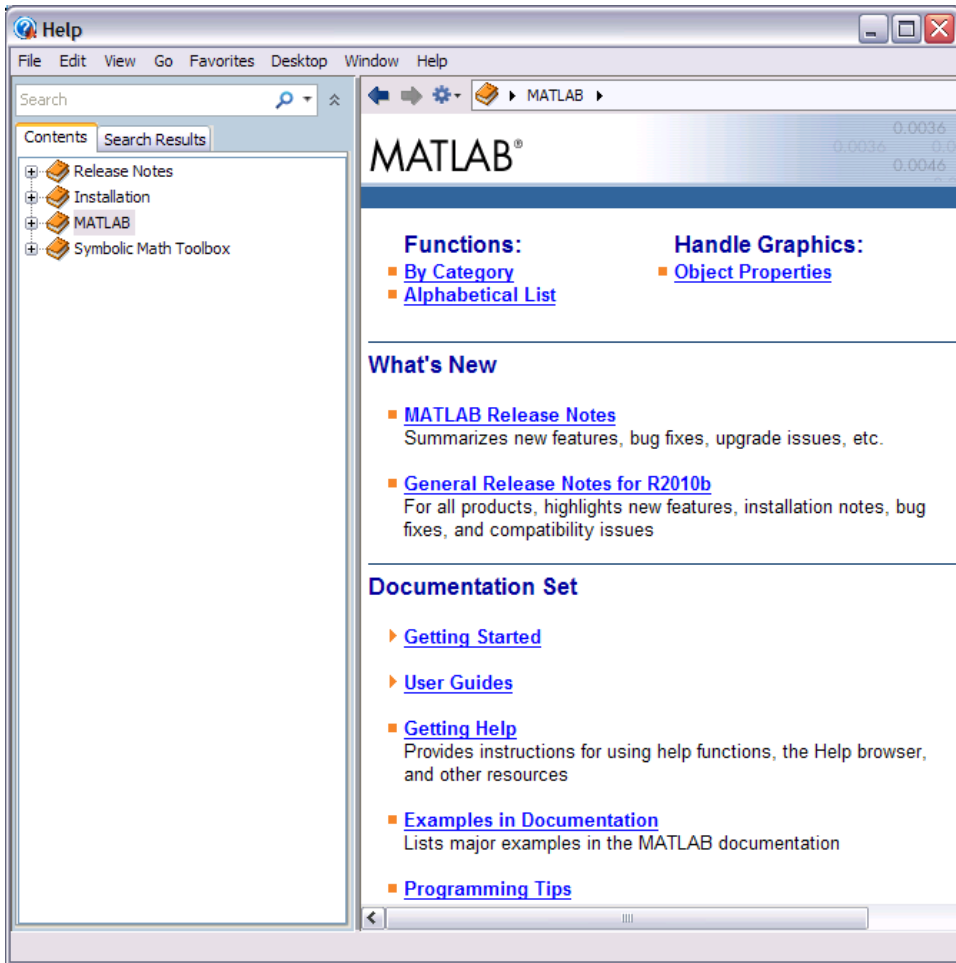 Help
File Edit View Go Favorites Desktop Window Help
Search
MATLAB
Contents Search Results
Release Notes
Installation
MATLAB
Symbolic Math Toolbox
MATLAB®
0.0036
0.0036
0.0046
Functions:
By Category
Alphabetical List
Handle Graphics:
Object Properties
What's New
MATLAB Release Notes
Summarizes new features, bug fixes, upgrade issues, etc.
General Release Notes for R2010b
For all products, highlights new features, installation notes, bug
fixes, and compatibility issues
Documentation Set
Getting Started
User Guides
Getting Help
Provides instructions for using help functions, the Help browser,
and other resources
Examples in Documentation
Lists major examples in the MATLAB documentation
Programming Tips